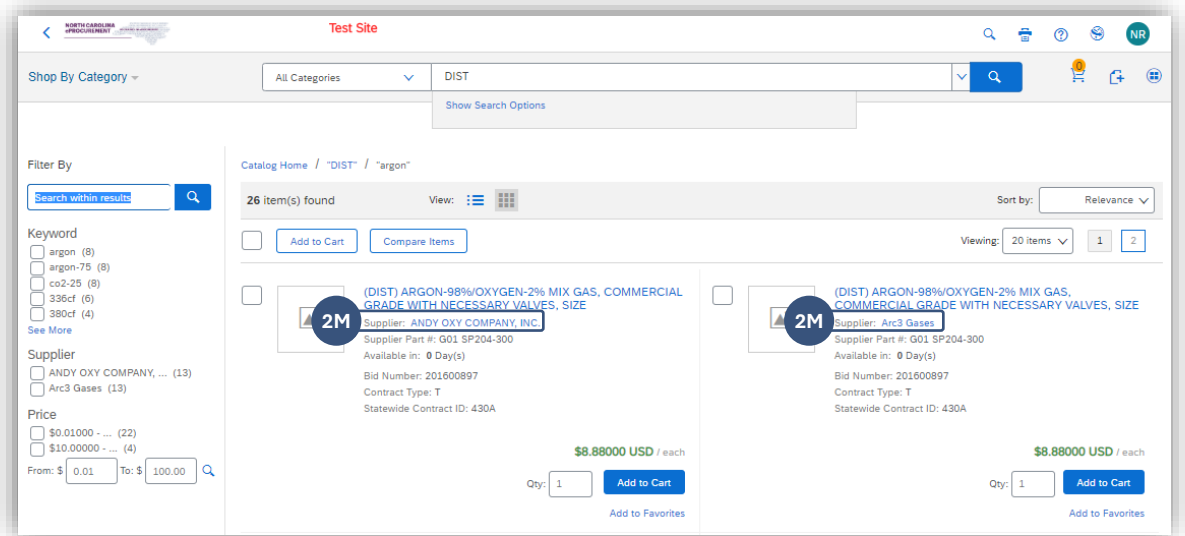 NORTH CAROLINA
ePROCUREMENT
Test Site
NR
Shop By Category
All Categories
DIST
0
Show Search Options
Filter By
Search within results
Keyword
argon (8)
argon-75 (8)
co2-25 (8)
336cf (6)
380cf (4)
See More
Supplier
ANDY OXY COMPANY, ... (13)
Arc3 Gases (13)
Price
$0.01000 - ... (22)
$10.00000 - ... (4)
From: $ 0.01 To: $ 100.00
Catalog Home / "DIST" / "argon"
26 item(s) found View: Sort by: Relevance
Add to Cart Compare Items Viewing: 20 items 1 2
(DIST) ARGON-98%/OXYGEN-2% MIX GAS, COMMERCIAL
GRADE WITH NECESSARY VALVES, SIZE
2M
Supplier: ANDY OXY COMPANY, INC.
Supplier Part #: G01 SP204-300
Available in: 0 Day(s)
Bid Number: 201600897
Contract Type: T
Statewide Contract ID: 430A
$8.88000 USD / each
Qty: 1 Add to Cart
Add to Favorites
(DIST) ARGON-98%/OXYGEN-2% MIX GAS,
COMMERCIAL GRADE WITH NECESSARY VALVES, SIZE
2M
Supplier: Arc3 Gases
Supplier Part #: G01 SP204-300
Available in: 0 Day(s)
Bid Number: 201600897
Contract Type: T
Statewide Contract ID: 430A
$8.88000 USD / each
Qty: 1 Add to Cart
Add to Favorites